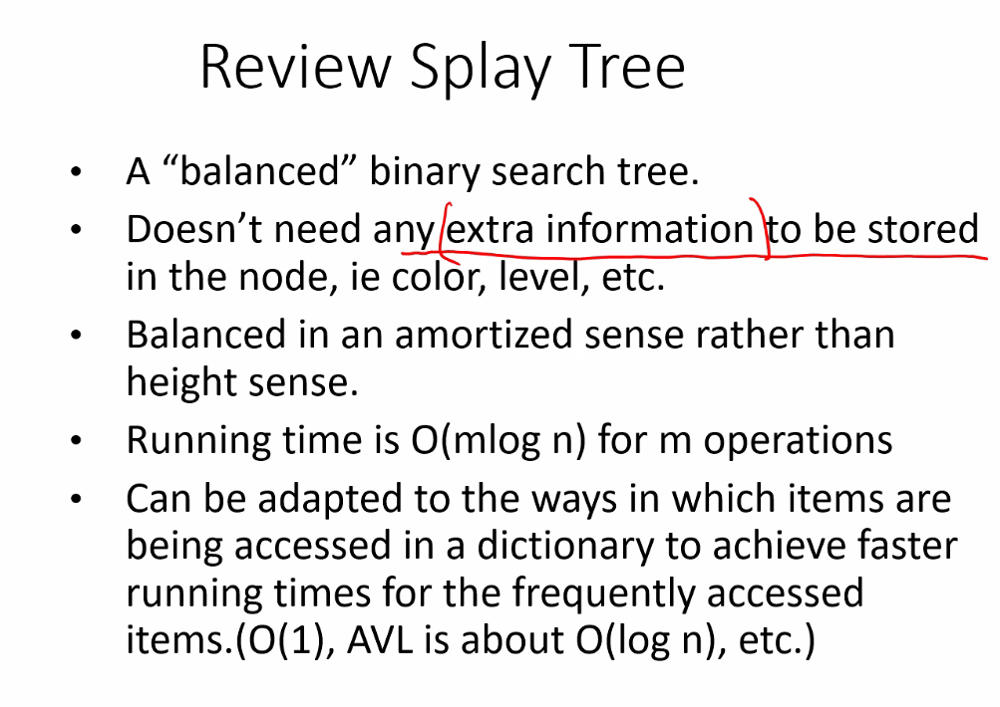 Review Splay Tree
• A “balanced” binary search tree.
• Doesn’t need any extra information to be stored
in the node, ie color, level, etc.
• Balanced in an amortized sense rather than
height sense.
• Running time is O(mlog n) for m operations
• Can be adapted to the ways in which items are
being accessed in a dictionary to achieve faster
running times for the frequently accessed
items.(O(1), AVL is about O(log n), etc.)